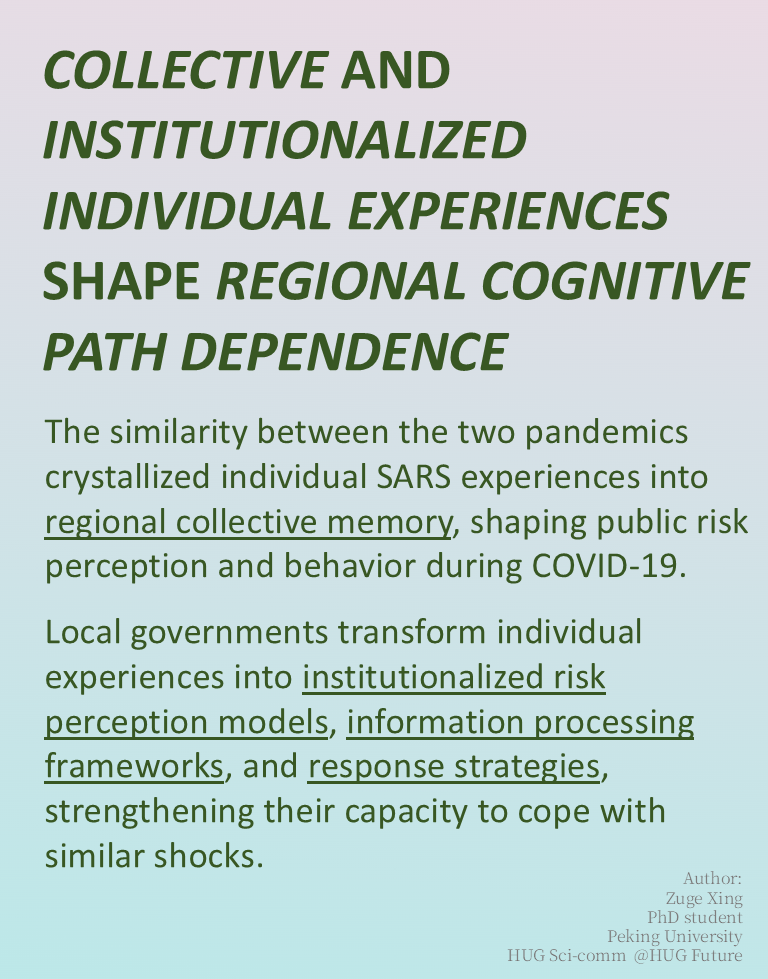 COLLECTIVE AND
INSTITUTIONALIZED
INDIVIDUAL EXPERIENCES
SHAPE REGIONAL COGNITIVE
PATH DEPENDENCE
The similarity between the two pandemics
crystallized individual SARS experiences into
regional collective memory, shaping public risk
perception and behavior during COVID-19.
Local governments transform individual
experiences into institutionalized risk
perception models, information processing
frameworks, and response strategies,
strengthening their capacity to cope with
similar shocks.
Author:
Zuge Xing
PhD student
Peking University
HUG Sci-comm @HUG Future